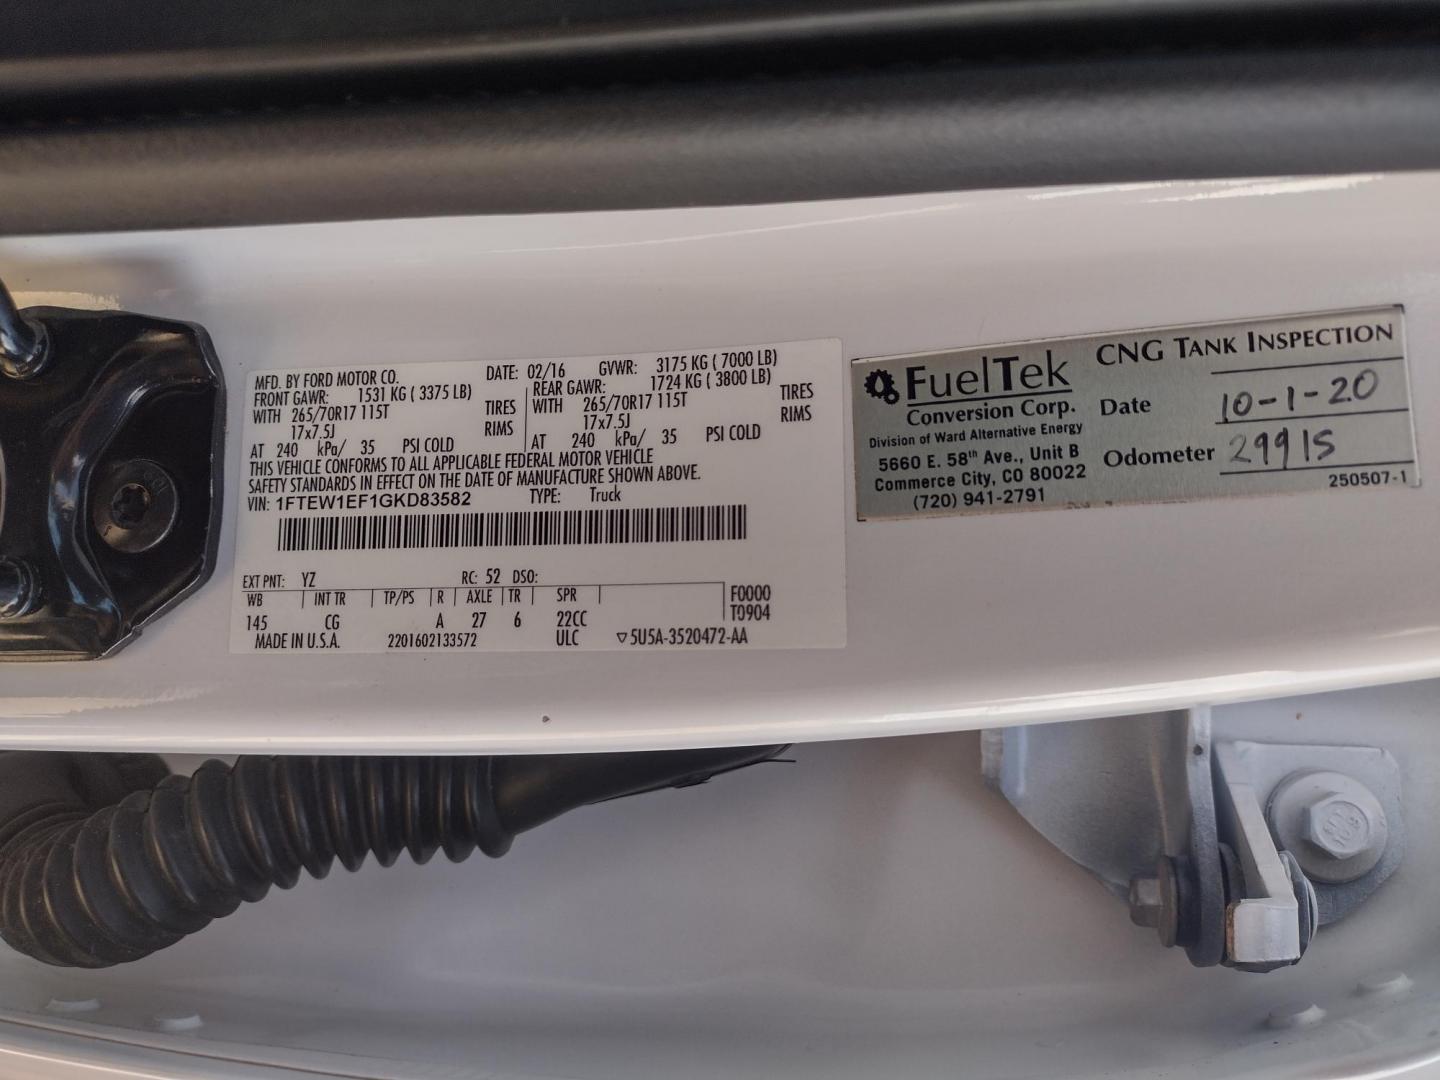 MFD. BY FORD MOTOR CO.
DATE: 02/16 GVWR: 3175 KG ( 7000 LB)
FRONT GAWR: 1531 KG ( 3375 LB)
WITH 265/70R17 115T TIRES
17x7.5J RIMS
AT 240 kPa/ 35 PSI COLD
REAR GAWR: 1724 KG ( 3800 LB)
WITH 265/70R17 115T TIRES
17x7.5J RIMS
AT 240 kPa/ 35 PSI COLD
THIS VEHICLE CONFORMS TO ALL APPLICABLE FEDERAL MOTOR VEHICLE
SAFETY STANDARDS IN EFFECT ON THE DATE OF MANUFACTURE SHOWN ABOVE.
VIN: 1FTEW1EF1GKD83582 TYPE: Truck
EXT PNT: YZ RC: 52 DSO:
WB INT TR TP/PS R AXLE TR SPR F0000
145 CG A 27 6 22CC T0904
MADE IN U.S.A. 2201602133572 ULC ▽5U5A-3520472-AA
FuelTek
Conversion Corp.
Division of Ward Alternative Energy
5660 E. 58th Ave., Unit B
Commerce City, CO 80022
(720) 941-2791
CNG TANK INSPECTION
Date 10-1-20
Odometer 29915
250507-1